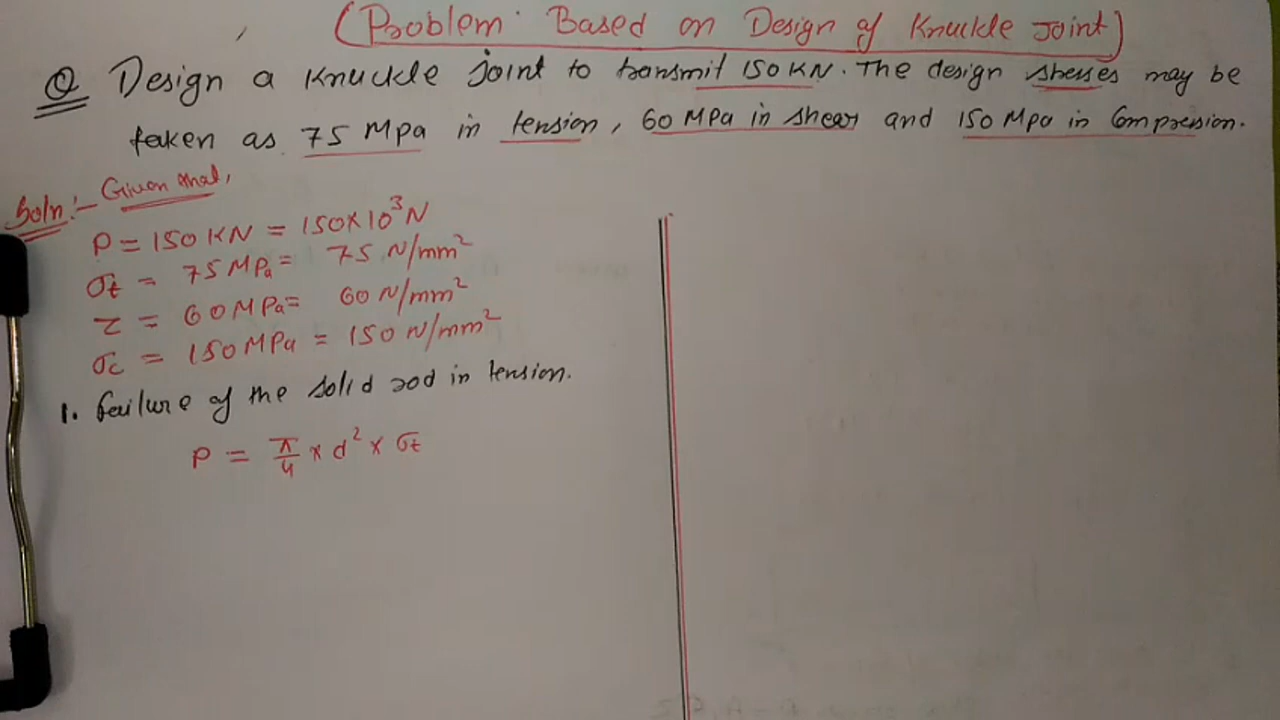 (Problem Based on Design of Knuckle Joint)
Q Design a Knuckle Joint to transmit 150 KN. The design stresses may be
taken as 75 MPa in tension, 60 MPa in shear and 150 MPa in Compression.
Soln:- Given that,
P = 150 KN = 150×10³ N
σt = 75 MPa = 75 N/mm²
τ = 60 MPa = 60 N/mm²
σc = 150 MPa = 150 N/mm²
1. Failure of the solid rod in tension.
P = π/4 × d² × σt